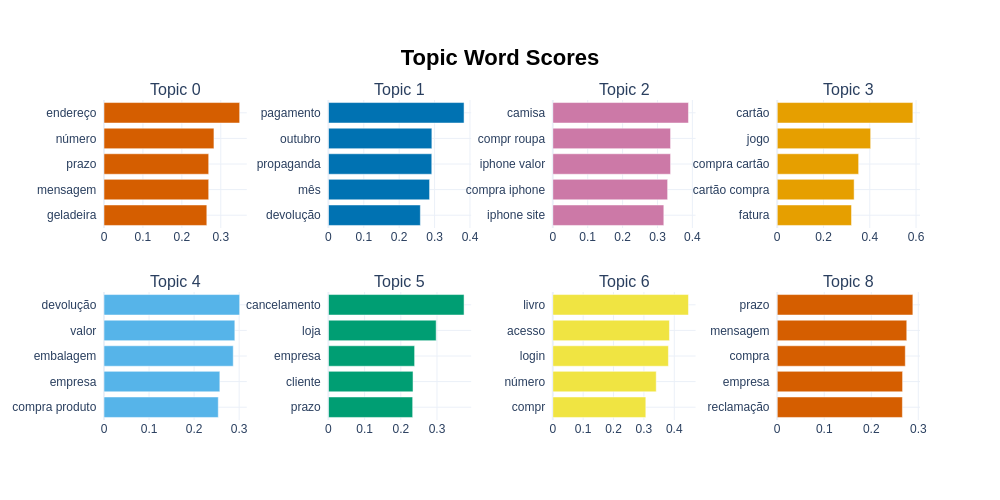 Topic Word Scores
Topic 0
endereço
número
prazo
mensagem
geladeira
0 0.1 0.2 0.3
Topic 1
pagamento
outubro
propaganda
mês
devolução
0 0.1 0.2 0.3 0.4
Topic 2
camisa
compr roupa
iphone valor
compra iphone
iphone site
0 0.1 0.2 0.3 0.4
Topic 3
cartão
jogo
compra cartão
cartão compra
fatura
0 0.2 0.4 0.6
Topic 4
devolução
valor
embalagem
empresa
compra produto
0 0.1 0.2 0.3
Topic 5
cancelamento
loja
empresa
cliente
prazo
0 0.1 0.2 0.3
Topic 6
livro
acesso
login
número
compr
0 0.1 0.2 0.3 0.4
Topic 8
prazo
mensagem
compra
empresa
reclamação
0 0.1 0.2 0.3